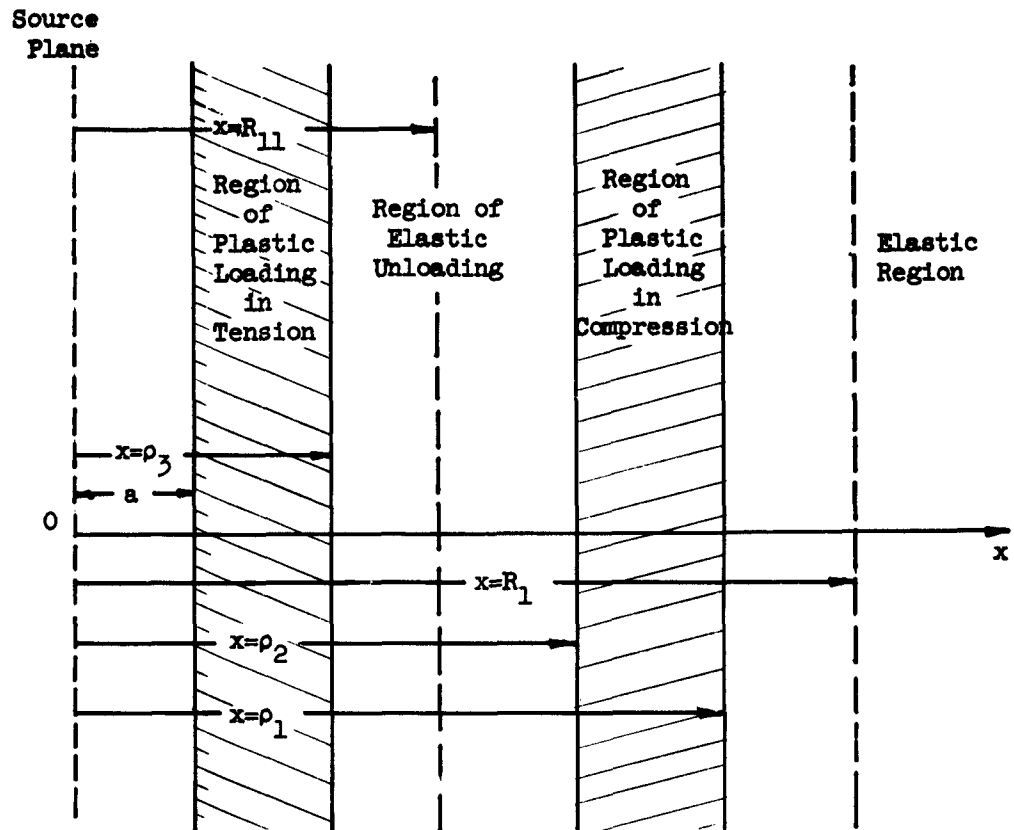 Source
Plane
x=R11
Region
of
Plastic
Loading
in
Tension
Region of
Elastic
Unloading
Region
of
Plastic
Loading
in
Compression
Elastic
Region
x=ρ3
a
0
x
x=R1
x=ρ2
x=ρ1